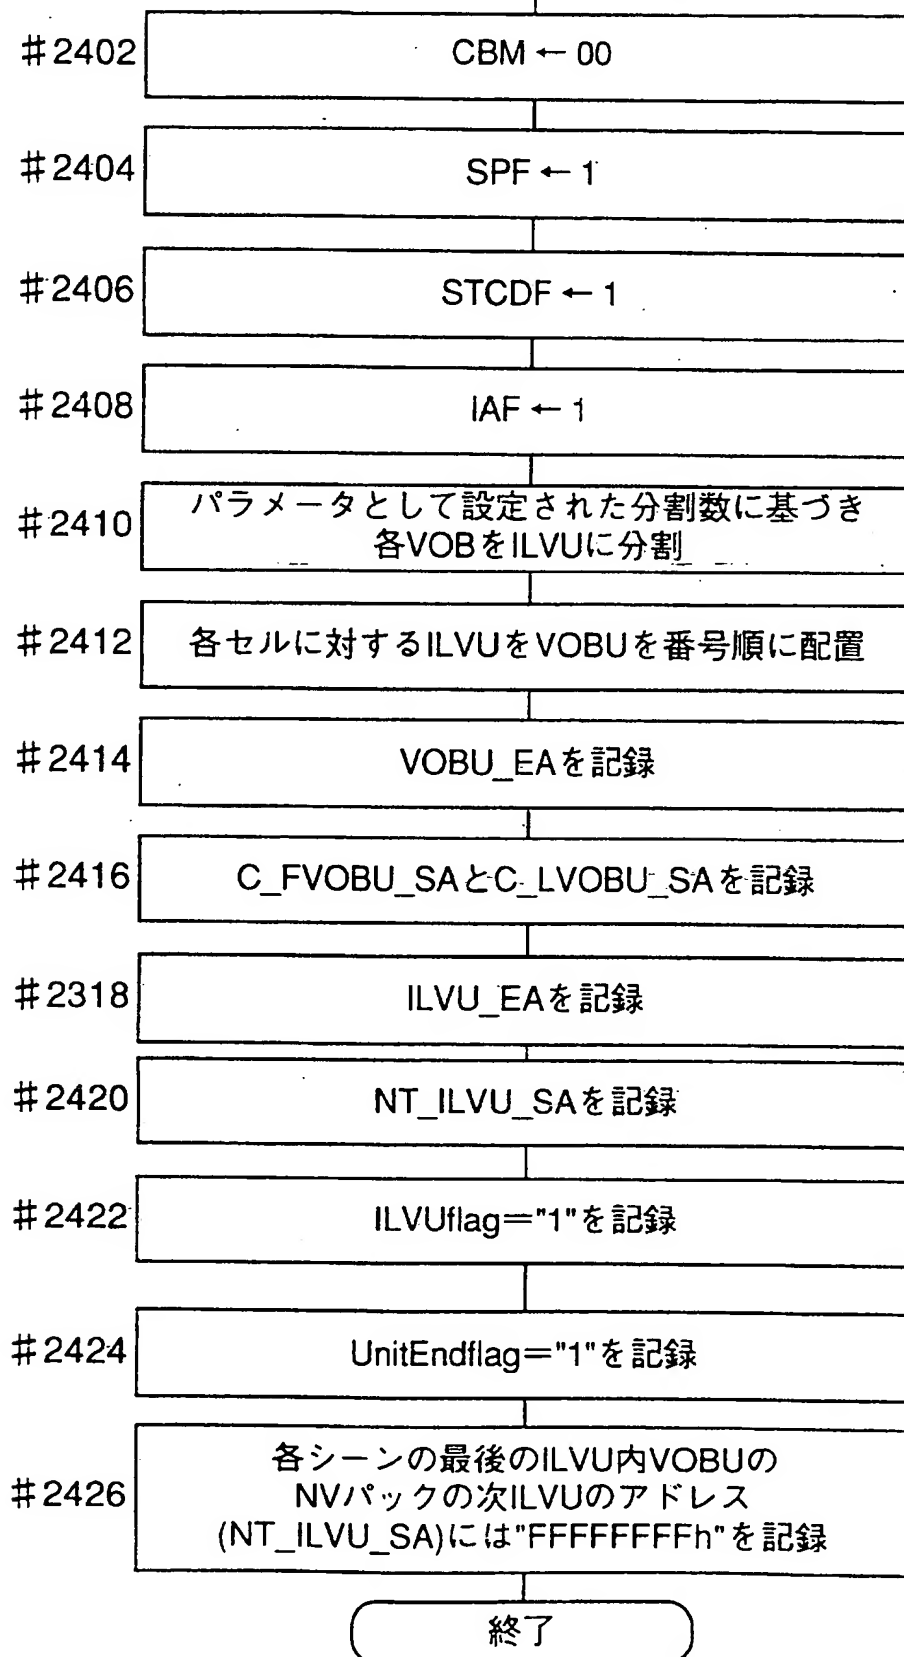 #2402 CBM ← 00
#2404 SPF ← 1
#2406 STCDF ← 1
#2408 IAF ← 1
#2410 パラメータとして設定された分割数に基づき
各VOBをILVUに分割
#2412 各セルに対するILVUをVOBUを番号順に配置
#2414 VOBU_EAを記録
#2416 C_FVOBU_SAとC_LVOBU_SAを記録
#2318 ILVU_EAを記録
#2420 NT_ILVU_SAを記録
#2422 ILVUflag="1"を記録
#2424 UnitEndflag="1"を記録
#2426 各シーンの最後のILVU内VOBUの
NVパックの次ILVUのアドレス
(NT_ILVU_SA)には"FFFFFFFFh"を記録
終了